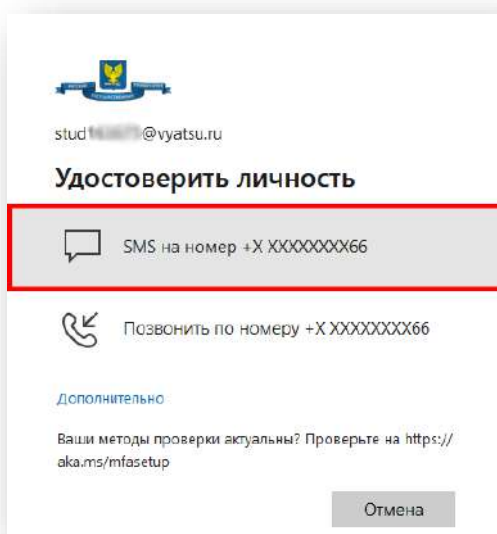 @vyatsu.ru
Удостоверить личность
SMS на номер +X XXXXXXXX66
Позвонить по номеру +X XXXXXXXX66
Дополнительно
Ваши методы проверки актуальны? Проверьте на https://
aka.ms/mfasetup
Отмена